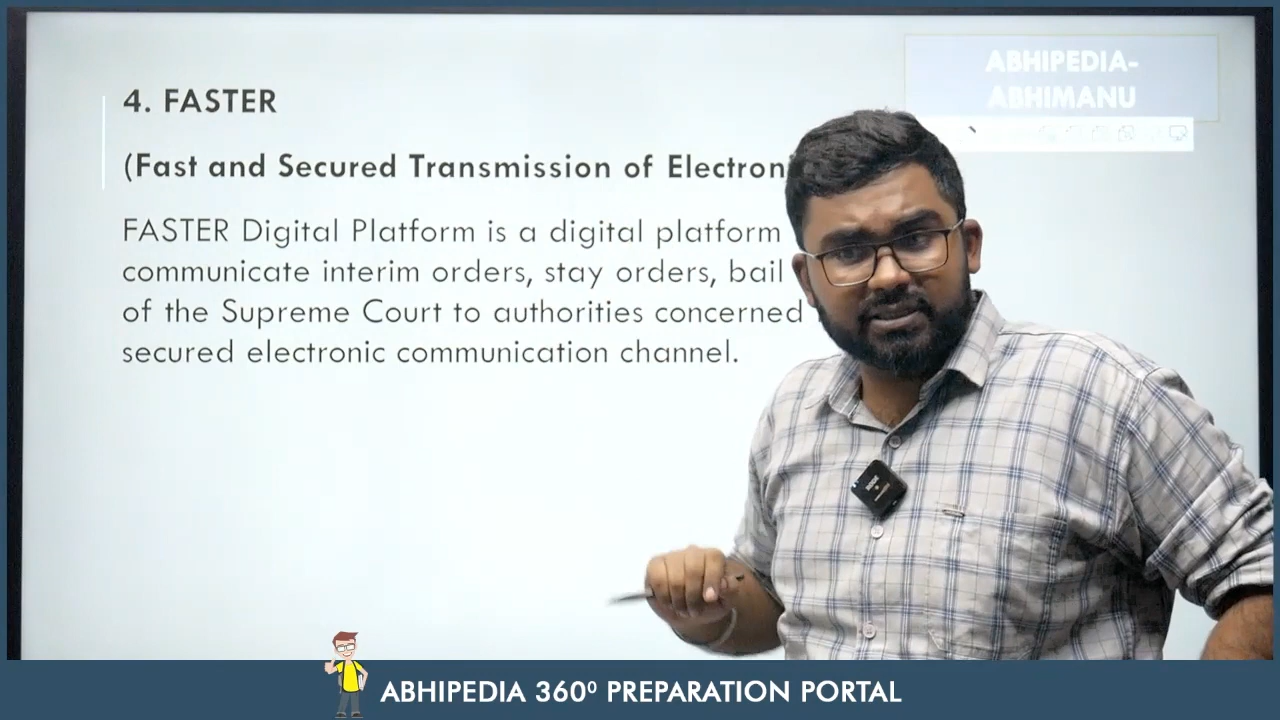 ABHIPEDIA-
ABHIMANU
4. FASTER
(Fast and Secured Transmission of
FASTER Digital Platform is a digital platform
communicate interim orders, stay orders, bail
of the Supreme Court to authorities concerned
secured electronic communication channel.
ABHIPEDIA 360⁰ PREPARATION PORTAL